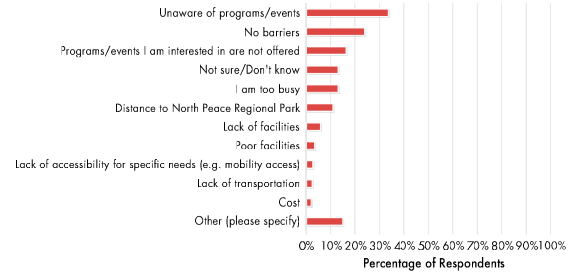 Unaware of programs/events
No barriers
Programs/events I am interested in are not offered
Not sure/Don't know
I am too busy
Distance to North Peace Regional Park
Lack of facilities
Poor facilities
Lack of accessibility for specific needs (e.g. mobility access)
Lack of transportation
Cost
Other (please specify)
0% 10% 20% 30% 40% 50% 60% 70% 80% 90% 100%
Percentage of Respondents